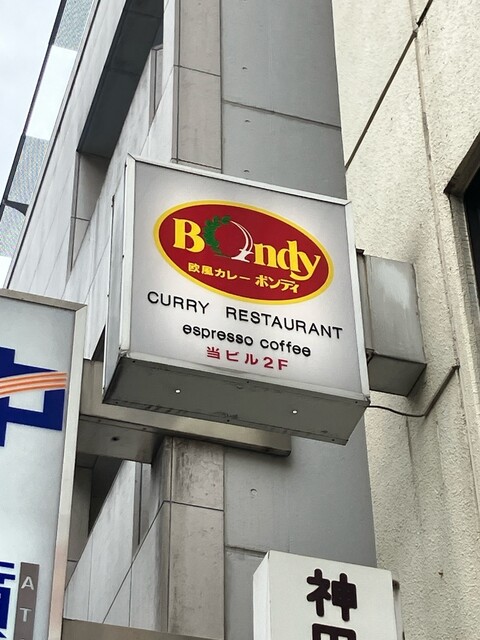 Bondy
欧風カレー ボンディ
CURRY RESTAURANT
espresso coffee
当ビル2F
神
AT